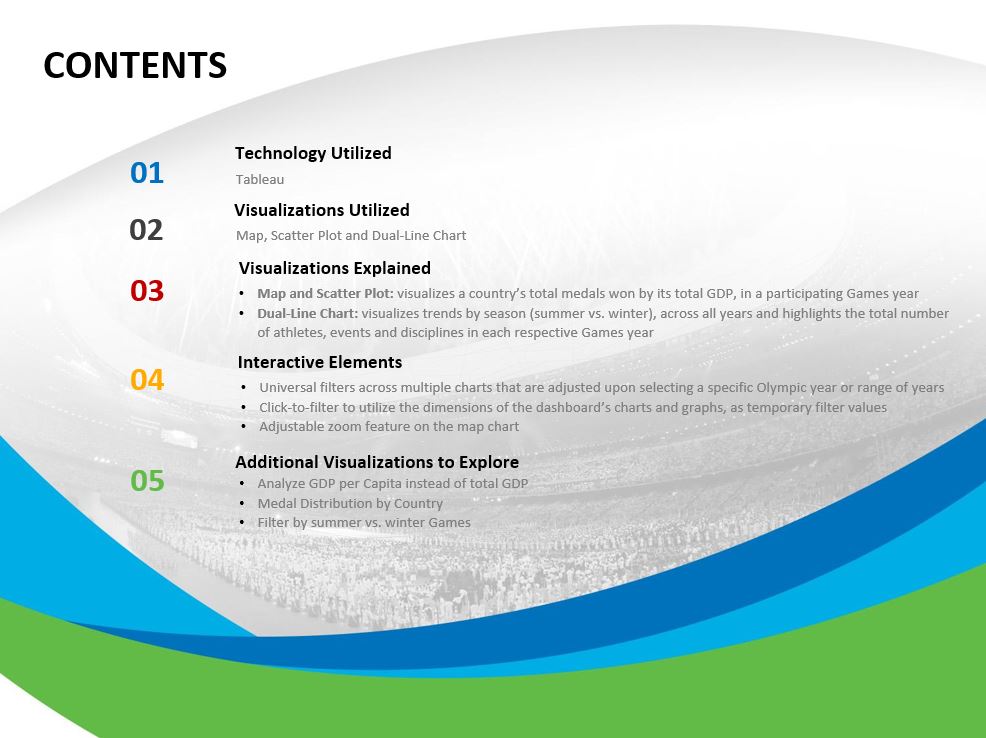 CONTENTS
01
Technology Utilized
Tableau
02
Visualizations Utilized
Map, Scatter Plot and Dual-Line Chart
03
Visualizations Explained
• Map and Scatter Plot: visualizes a country’s total medals won by its total GDP, in a participating Games year
• Dual-Line Chart: visualizes trends by season (summer vs. winter), across all years and highlights the total number
of athletes, events and disciplines in each respective Games year
04
Interactive Elements
• Universal filters across multiple charts that are adjusted upon selecting a specific Olympic year or range of years
• Click-to-filter to utilize the dimensions of the dashboard’s charts and graphs, as temporary filter values
• Adjustable zoom feature on the map chart
05
Additional Visualizations to Explore
• Analyze GDP per Capita instead of total GDP
• Medal Distribution by Country
• Filter by summer vs. winter Games